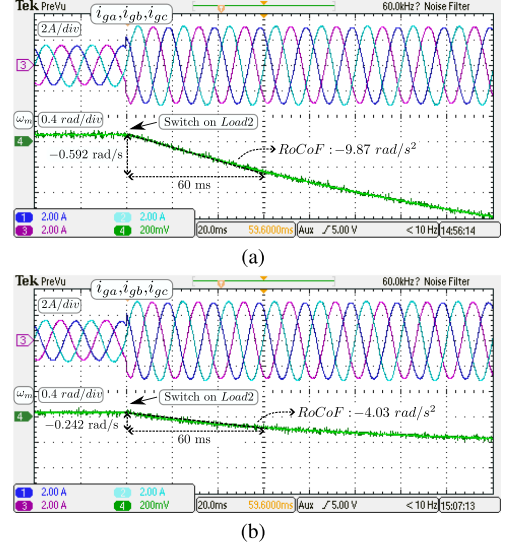 Tek PreVu 60.0kHz? Noise Filter
i_ga,i_gb,i_gc
2A/div
3
ω_m 0.4 rad/div
Switch on Load2
4
−0.592 rad/s
RoCoF :−9.87 rad/s²
60 ms
1 2.00 A 2 2.00 A
3 2.00 A 4 200mV
20.0ms 59.6000ms Aux 5.00 V < 10 Hz 14:56:14
(a)
Tek PreVu 60.0kHz? Noise Filter
i_ga,i_gb,i_gc
2A/div
3
ω_m 0.4 rad/div
Switch on Load2
4
−0.242 rad/s
RoCoF :−4.03 rad/s²
60 ms
1 2.00 A 2 2.00 A
3 2.00 A 4 200mV
20.0ms 59.6000ms Aux 5.00 V < 10 Hz 15:07:13
(b)